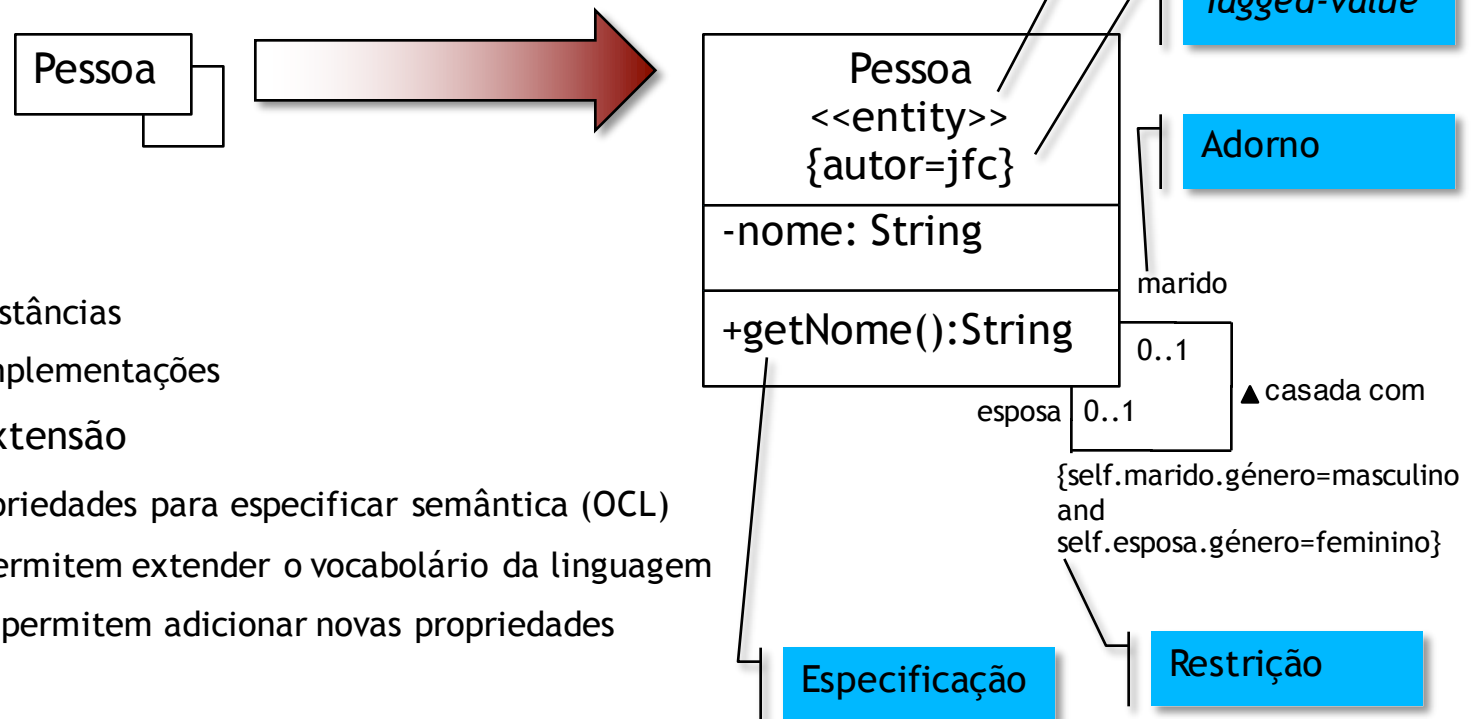 tagged-value
Pessoa
Pessoa
<<entity>>
{autor=jfc}
Adorno
-nome: String
marido
+getNome():String
0..1
casada com
esposa
0..1
{self.marido.género=masculino
and
self.esposa.género=feminino}
stâncias
mplementações
xtensão
priedades para especificar semântica (OCL)
ermitem extender o vocabolário da linguagem
permitem adicionar novas propriedades
Especificação
Restrição